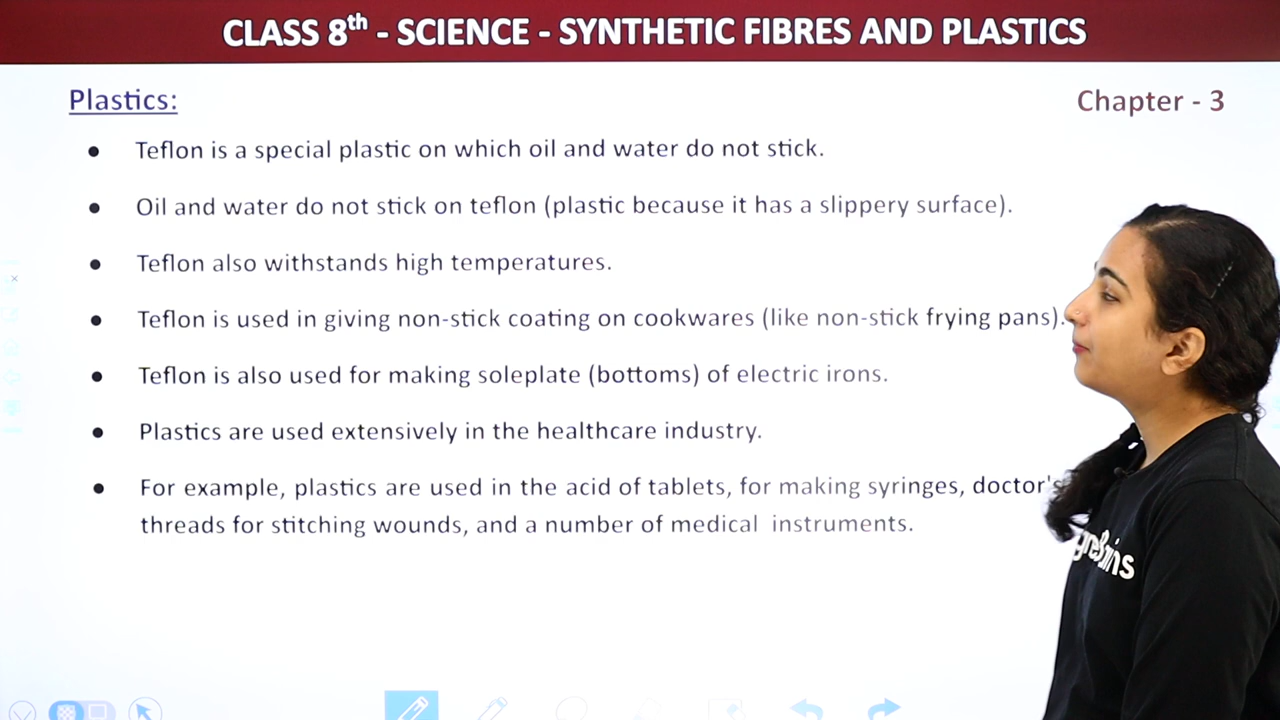 CLASS 8th - SCIENCE - SYNTHETIC FIBRES AND PLASTICS
Plastics:
Chapter - 3
● Teflon is a special plastic on which oil and water do not stick.
● Oil and water do not stick on teflon (plastic because it has a slippery surface).
● Teflon also withstands high temperatures.
● Teflon is used in giving non-stick coating on cookwares (like non-stick frying pans).
● Teflon is also used for making soleplate (bottoms) of electric irons.
● Plastics are used extensively in the healthcare industry.
● For example, plastics are used in the acid of tablets, for making syringes, doctor's
threads for stitching wounds, and a number of medical instruments.